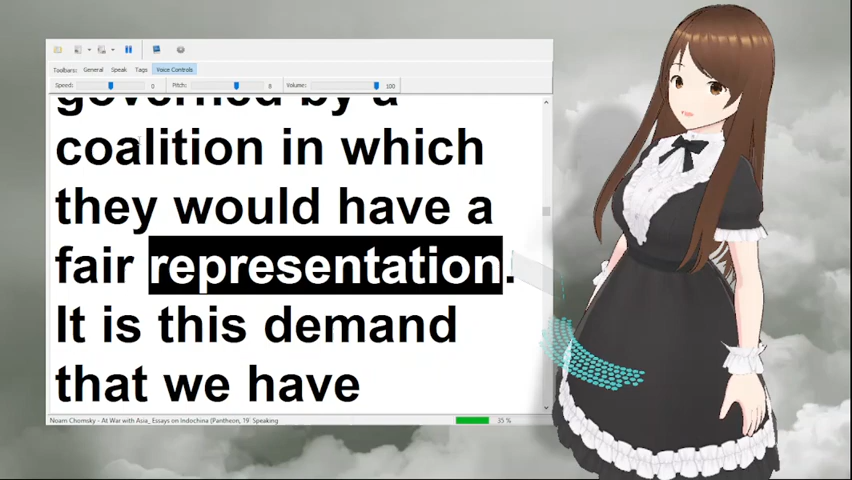 Toolbars: General Speak Tags Voice Controls
Speed: 0 Pitch: 8 Volume: 100
governed by a
coalition in which
they would have a
fair representation.
It is this demand
that we have
Noam Chomsky - At War with Asia_ Essays on Indochina (Pantheon, 19 Speaking 35 %